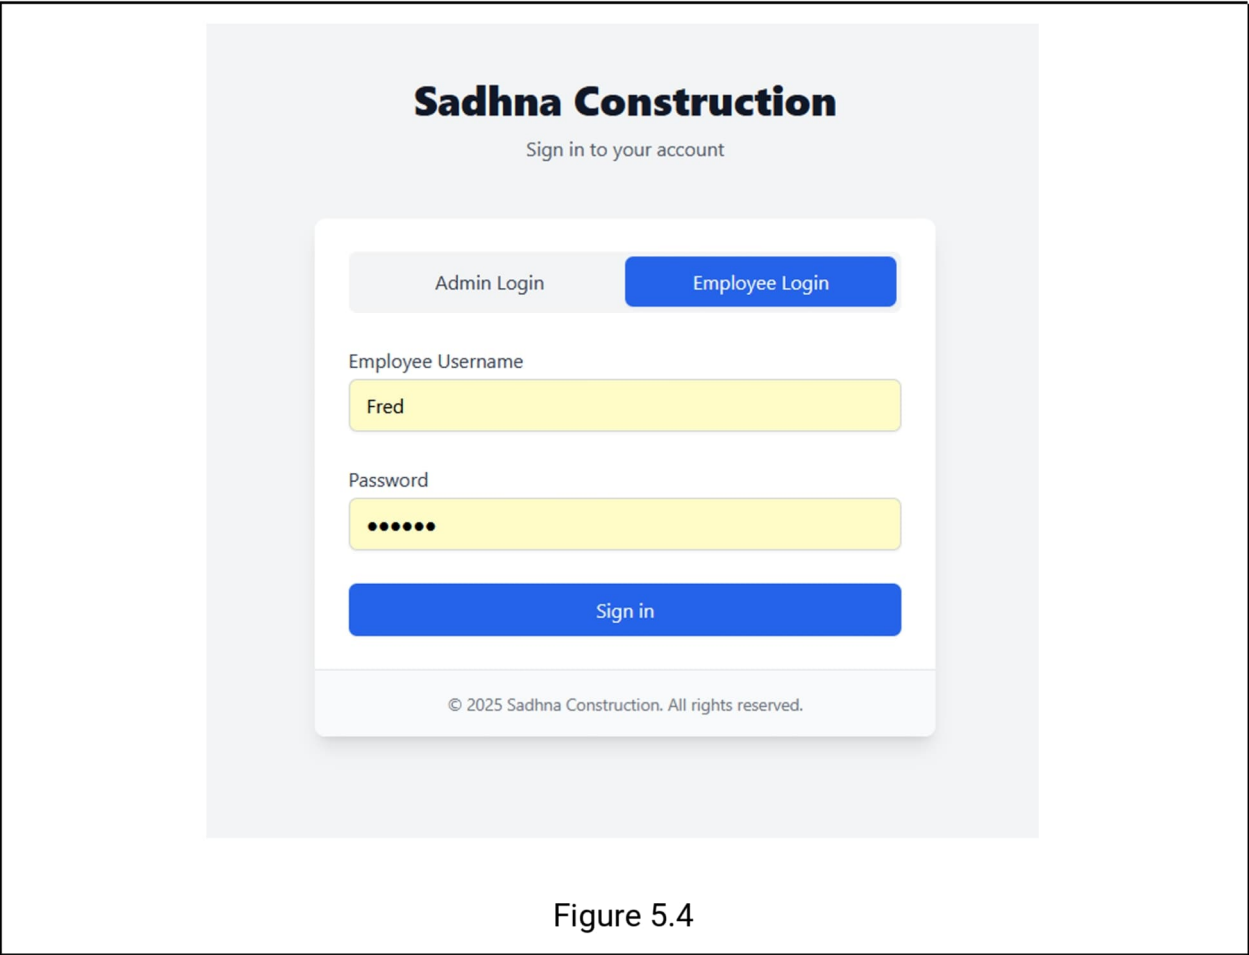 Sadhna Construction
Sign in to your account
Admin Login
Employee Login
Employee Username
Fred
Password
••••••
Sign in
© 2025 Sadhna Construction. All rights reserved.
Figure 5.4